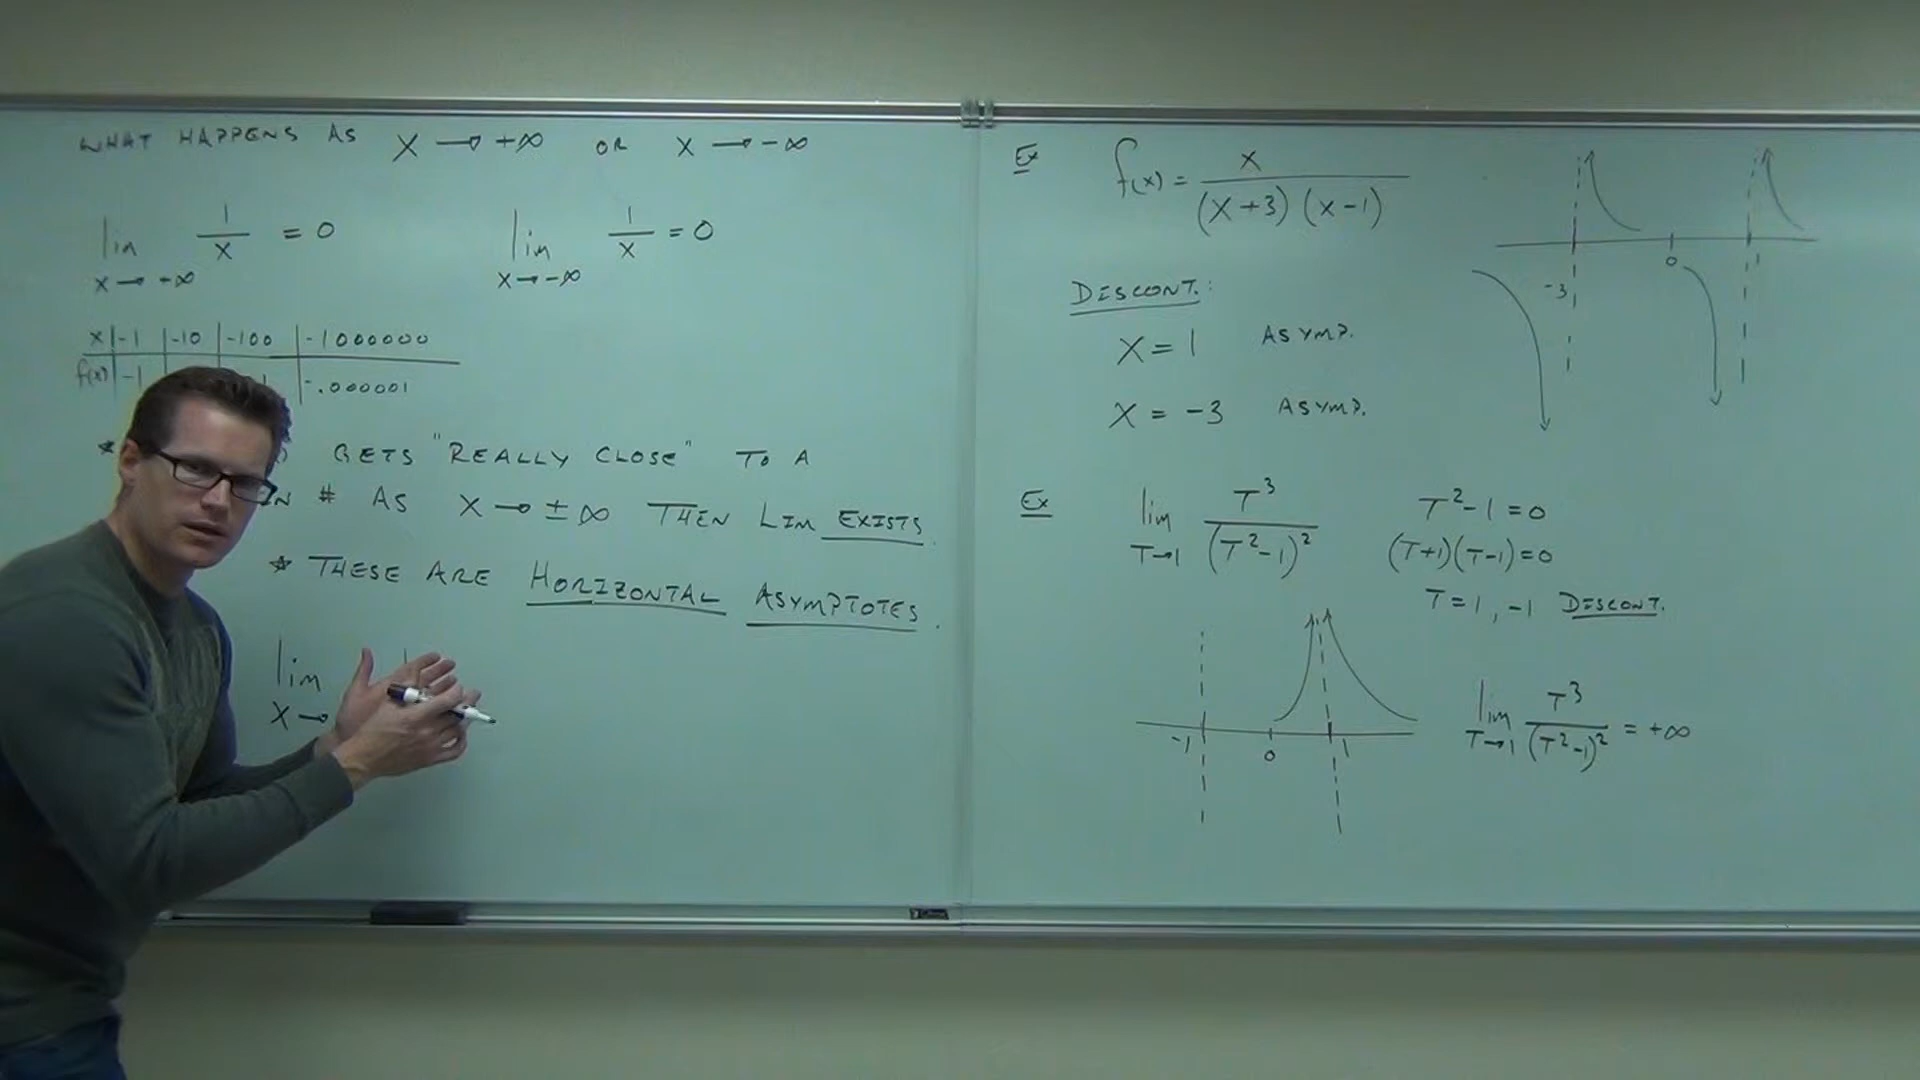 WHAT HAPPENS AS X → +∞ OR X → -∞
lim x → +∞ 1/x = 0
lim x → -∞ 1/x = 0
x | -1 | -10 | -100 | -1000000
f(x) | -1 | -.000001
* GETS "REALLY CLOSE" TO A
# AS X → ±∞ THEN LIM EXISTS.
* THESE ARE HORIZONTAL ASYMPTOTES.
lim X →
Ex f(x) = x / (x+3)(x-1)
-3 0 1
DISCONT.:
X = 1 ASYMP.
X = -3 ASYMP.
Ex lim T→1 T³ / (T²-1)²
T²-1=0
(T+1)(T-1)=0
T=1, -1 DISCONT.
-1 0 1
lim T→1 T³ / (T²-1)² = +∞